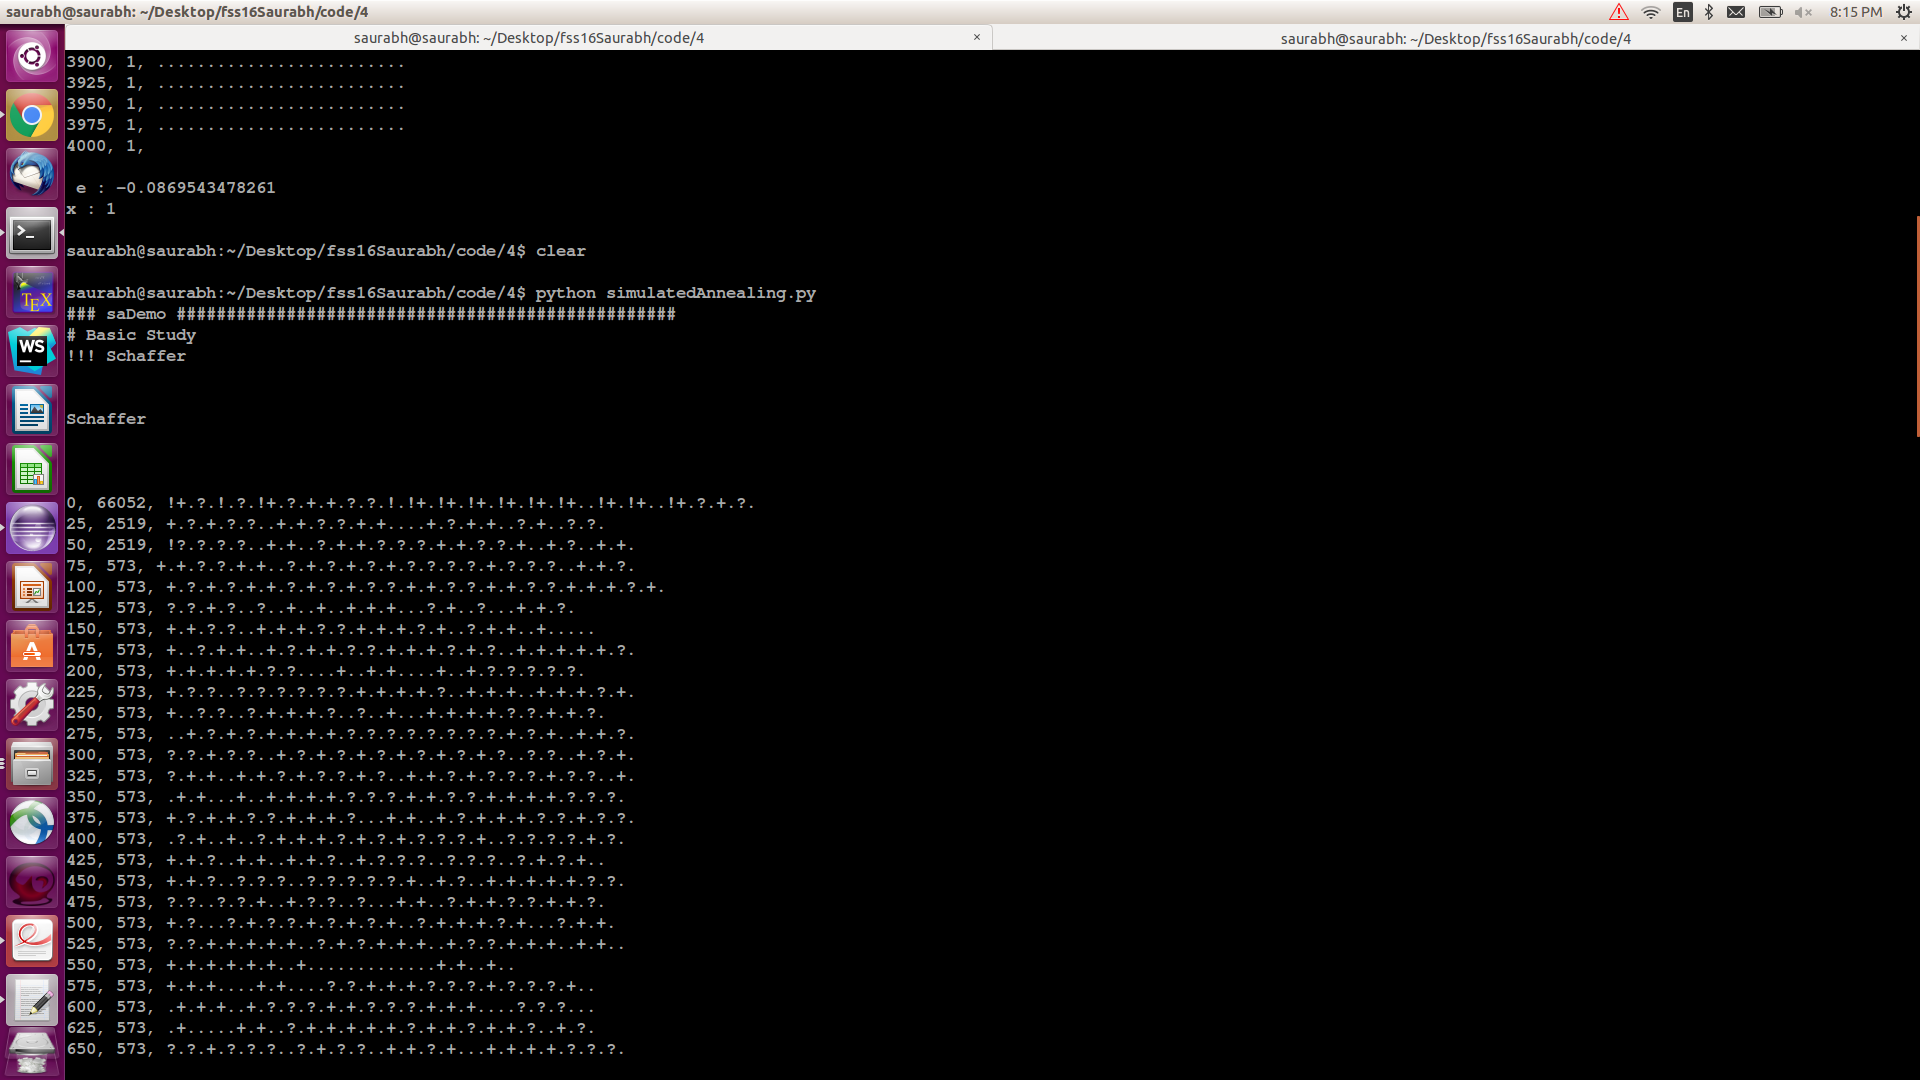 saurabh@saurabh: ~/Desktop/fss16Saurabh/code/4
En
8:15 PM
saurabh@saurabh: ~/Desktop/fss16Saurabh/code/4 ×
saurabh@saurabh: ~/Desktop/fss16Saurabh/code/4 ×
3900, 1, .........................
3925, 1, .........................
3950, 1, .........................
3975, 1, .........................
4000, 1,
e : -0.0869543478261
x : 1
saurabh@saurabh:~/Desktop/fss16Saurabh/code/4$ clear
saurabh@saurabh:~/Desktop/fss16Saurabh/code/4$ python simulatedAnnealing.py
### saDemo ##################################################
# Basic Study
!!! Schaffer
Schaffer
0, 66052, !+.?.!.?.!+.?.+.+.?.?.!.!+.!+.!+.!+.!+.!+..!+.!+..!+.?.+.?.
25, 2519, +.?.+.?.?..+.+.?.?.+.+....+.?.+.+..?.+..?.?.
50, 2519, !?.?.?.?..+.+..?.+.+.?.?.?.+.+.?.?.+..+.?..+.+.
75, 573, +.+.?.?.+.+..?.+.?.+.+.?.?.?.?.?.+.?.?.?..+.+.?.
100, 573, +.?.+.?.+.+.?.+.?.+.?.+.+.+.?.?.+.+.?.?.+.+.+.+.?.+.
125, 573, ?.?.+.?..?..+..+..+.+.+...?.+..?...+.+.?.
150, 573, +.+.?.?..+.+.+.?.?.+.+.+.?.+..?.+.+..+.....
175, 573, +..?.+.+..+.+.+.?.?.+.+.+.+.?.+.?..+.+.+.+.+.?.
200, 573, +.+.+.+.+.?.?....+..+.+....+..+.?.?.?.?.?.
225, 573, +.?.?..?.?.?.?.?.?.+.+.+.+.?..+.+.+..+.+.+.?.+.
250, 573, +..?.?..?.+.+.+.?..?..+...+.+.+.+.?.?.+.+.?.
275, 573, ..+.?.+.?.+.+.+.+.+.?.?.?.?.?.?.?.+.+..+.+.?.
300, 573, ?.?.+.?.?..+.?.+.?.+.?.+.?.+.?.+.?..?.?..+.?.+.
325, 573, ?.+.+..+.+.?.+.?.?.+.?..+.+.?.+.?.?.?.+.?.?..+.
350, 573, .+.+...+..+.+.+.+.?.?.?.+.+.?.?.+.+.+.+.?.?.?.
375, 573, +.?.+.+.?.?.+.+.+.?...+.+..+.?.+.+.+.?.?.+.?.?.
400, 573, .?.+..+..?.+.+.+.+.?.+.?.+.?.?.?.+..?.?.?.?.+.?.
425, 573, +.+.?..+.+..+.+.?..+.?.?.?..?.?.?..?.+.?.+..
450, 573, +.+.?..?.?.?..?.?.?.?.?.+..+.?..+.+.+.+.+.?.?.
475, 573, ?.?..?.?.+..+.?.?..?...+.+..+.?.+.+.?.?.+.+.?.
500, 573, +.?...?.+.?.?.+.?.+.?.+..?.+.+.+.?.+...?.+.+.
525, 573, ?.?.+.+.+.+.+..?.+.?.+.+.+..+.?.?.+.+.+..+.+..
550, 573, +.+.+.+.+.+..+.............+.+..+..
575, 573, +.+.+....+.+....?.?.+.+.+.?.?.?.+.?.?.?.+..
600, 573, .+.+.+..+.?.?.?.+.+.?.?.?.+.+.+....?.?.?...
625, 573, .+.....+.+..?.+.+.+.+.+.?.+.+.?.+.+.?..+.?.
650, 573, ?.?.+.?.?.?..?.+.?.?..+.+.?.+...+.+.+.+.?.?.?.